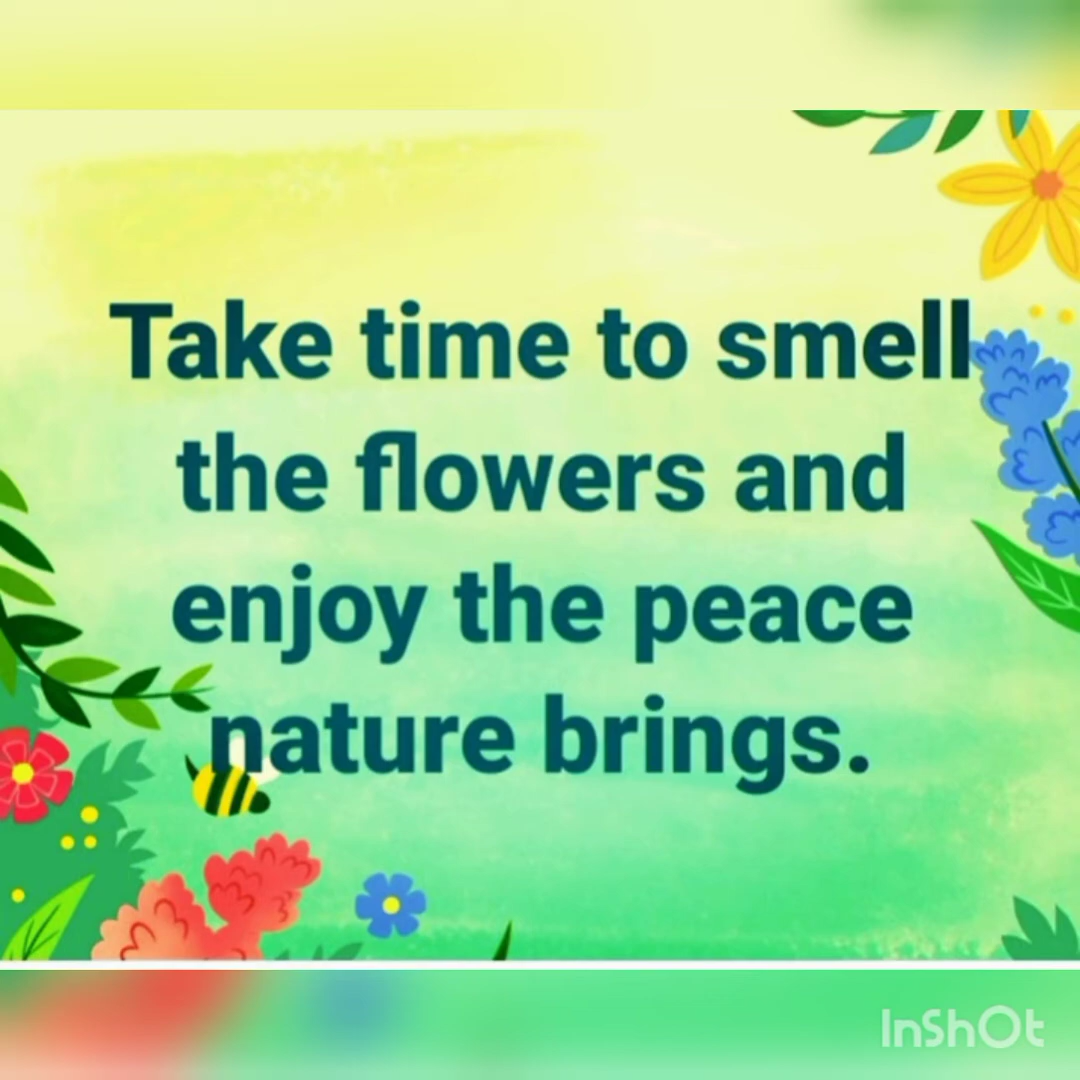 Take time to smell
the flowers and
enjoy the peace
nature brings.
InShOt